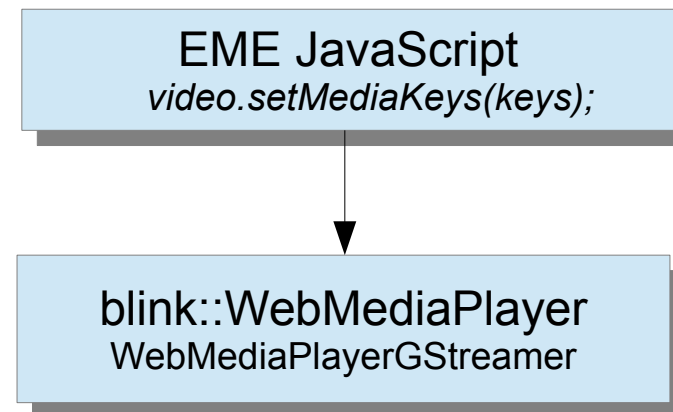 EME JavaScript
video.setMediaKeys(keys);
blink::WebMediaPlayer
WebMediaPlayerGStreamer